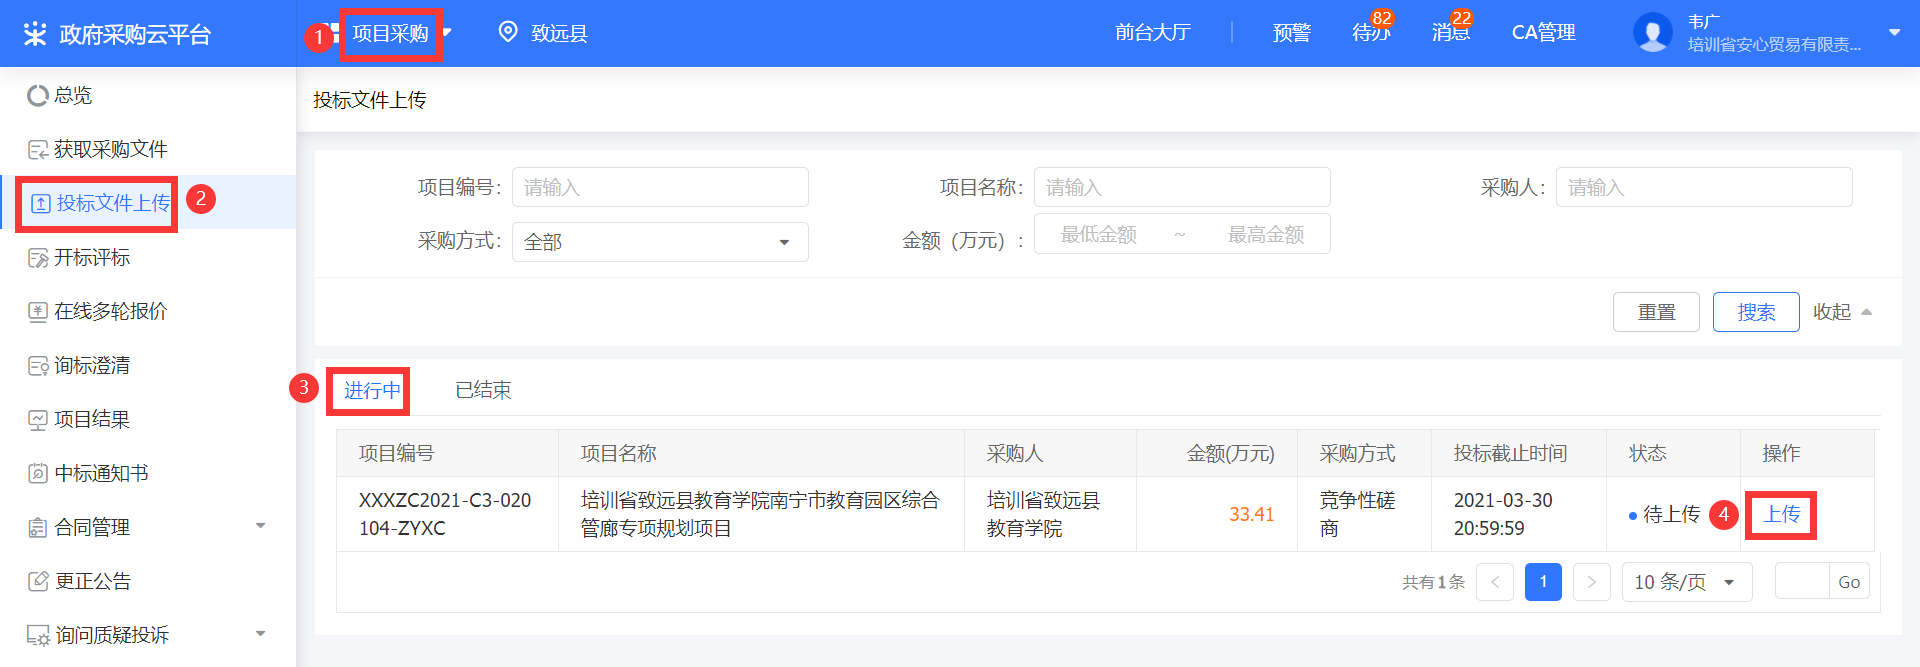 政府采购云平台
1
项目采购
致远县
前台大厅
预警
待办
82
消息
22
CA管理
韦广
培训省安心贸易有限责...
总览
获取采购文件
投标文件上传
2
开标评标
在线多轮报价
询标澄清
项目结果
中标通知书
合同管理
更正公告
询问质疑投诉
投标文件上传
项目编号: 请输入
项目名称: 请输入
采购人: 请输入
采购方式: 全部
金额（万元）: 最低金额 ~ 最高金额
重置 搜索 收起
3 进行中 已结束
项目编号 项目名称 采购人 金额(万元) 采购方式 投标截止时间 状态 操作
XXXZC2021-C3-020
104-ZYXC
培训省致远县教育学院南宁市教育园区综合
管廊专项规划项目
培训省致远县
教育学院
33.41
竞争性磋
商
2021-03-30
20:59:59
待上传
4
上传
共有1条 < 1 > 10 条/页 Go